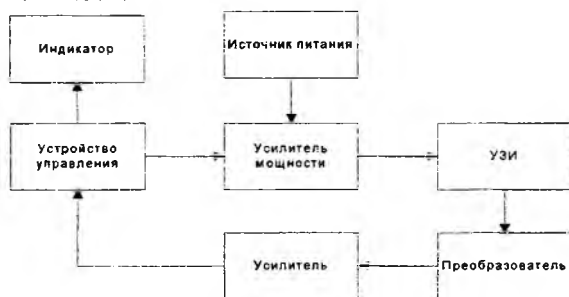 Индикатор
Источник питания
Устройство
управления
Усилитель
мощности
УЗИ
Усилитель
Преобразователь